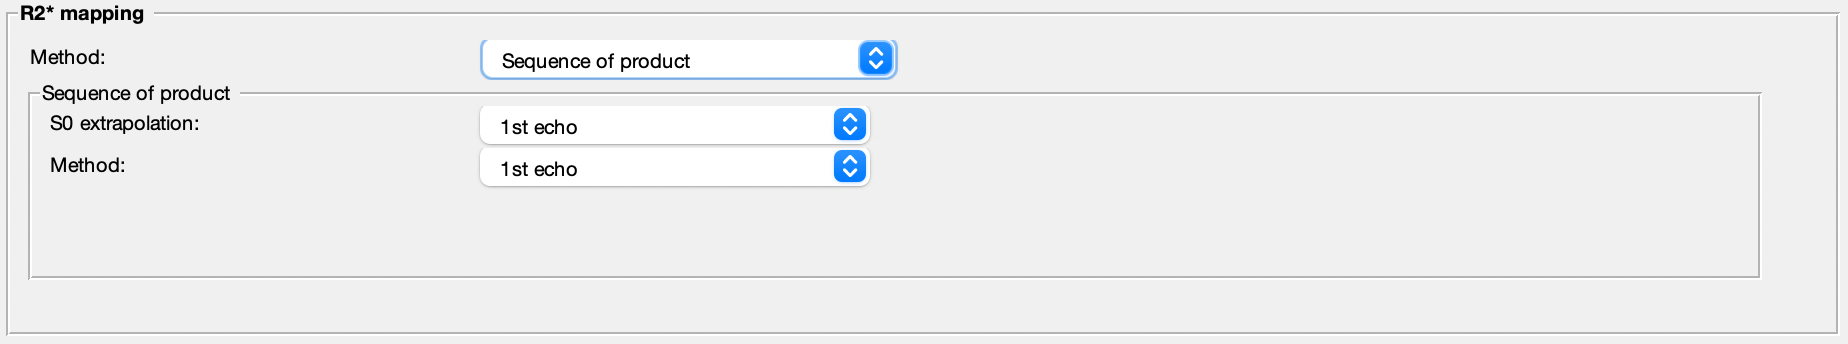 R2* mapping
Method: Sequence of product
Sequence of product
S0 extrapolation: 1st echo
Method: 1st echo